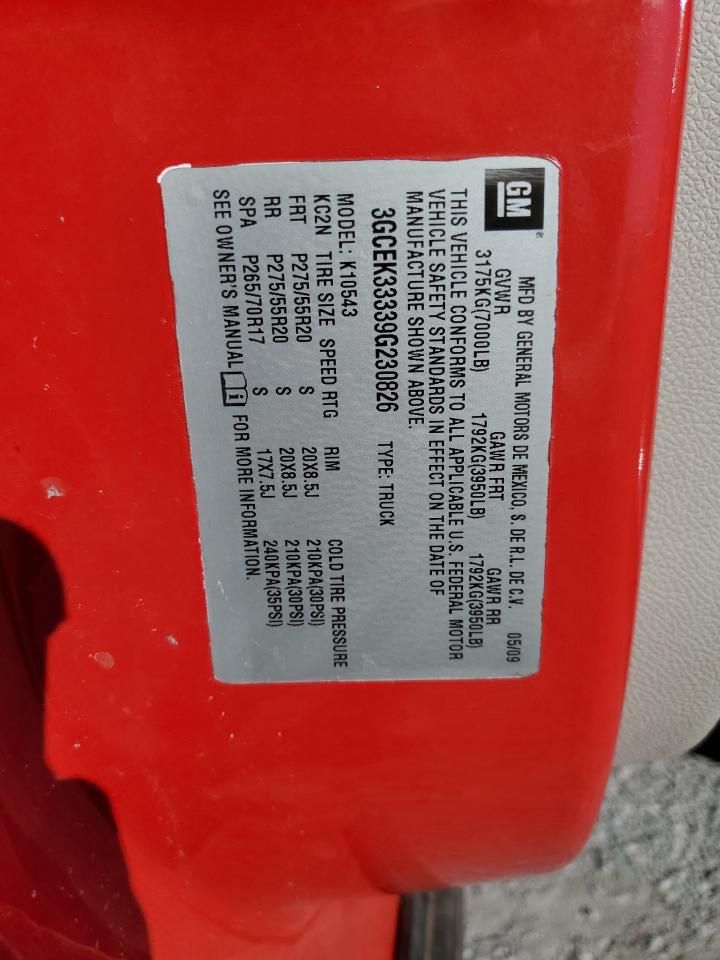 GM®
MFD BY GENERAL MOTORS DE MEXICO, S. DE R.L. DE C.V. 05/09
GVWR GAWR FRT GAWR RR
3175KG(7000LB) 1792KG(3950LB) 1792KG(3950LB)
THIS VEHICLE CONFORMS TO ALL APPLICABLE U.S. FEDERAL MOTOR
VEHICLE SAFETY STANDARDS IN EFFECT ON THE DATE OF
MANUFACTURE SHOWN ABOVE.
3GCEK33339G230826 TYPE: TRUCK
MODEL: K10543
KC2N TIRE SIZE SPEED RTG RIM COLD TIRE PRESSURE
FRT P275/55R20 S 20X8.5J 210KPA(30PSI)
RR P275/55R20 S 20X8.5J 210KPA(30PSI)
SPA P265/70R17 S 17X7.5J 240KPA(35PSI)
SEE OWNER'S MANUAL i FOR MORE INFORMATION.